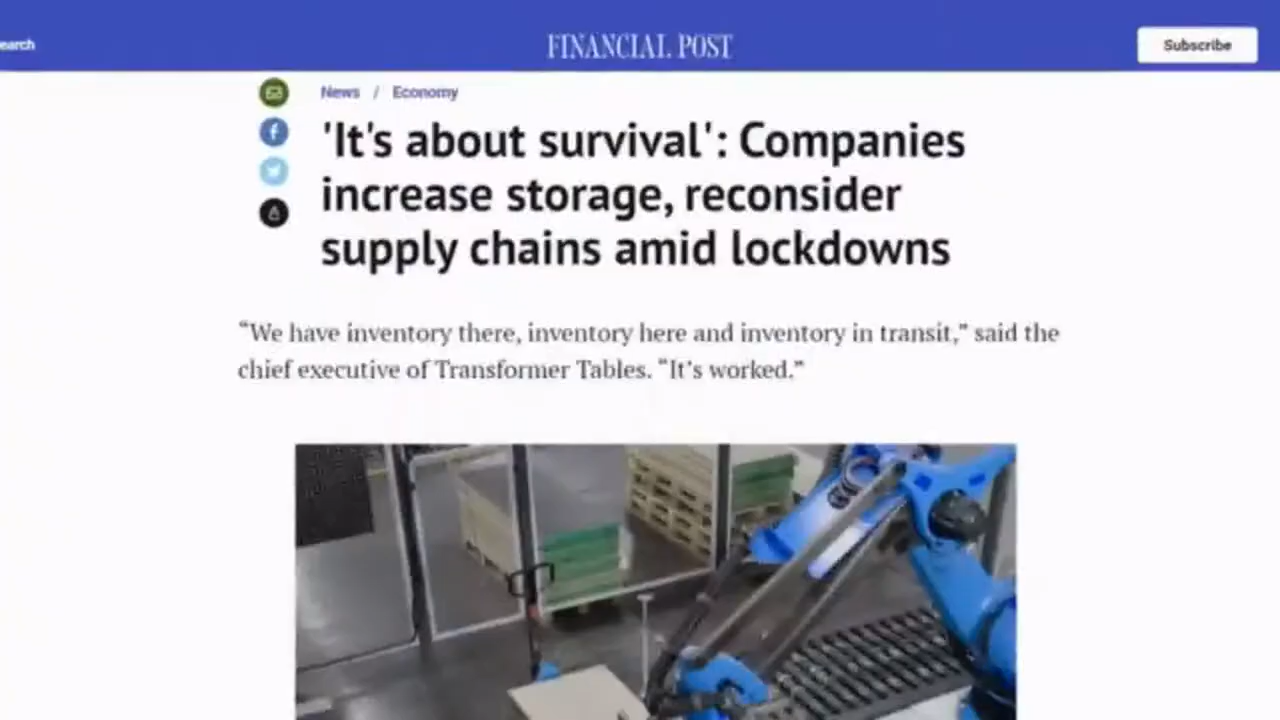 earch
FINANCIAL POST
Subscribe
News / Economy
'It's about survival': Companies
increase storage, reconsider
supply chains amid lockdowns
“We have inventory there, inventory here and inventory in transit,” said the
chief executive of Transformer Tables. “It’s worked.”